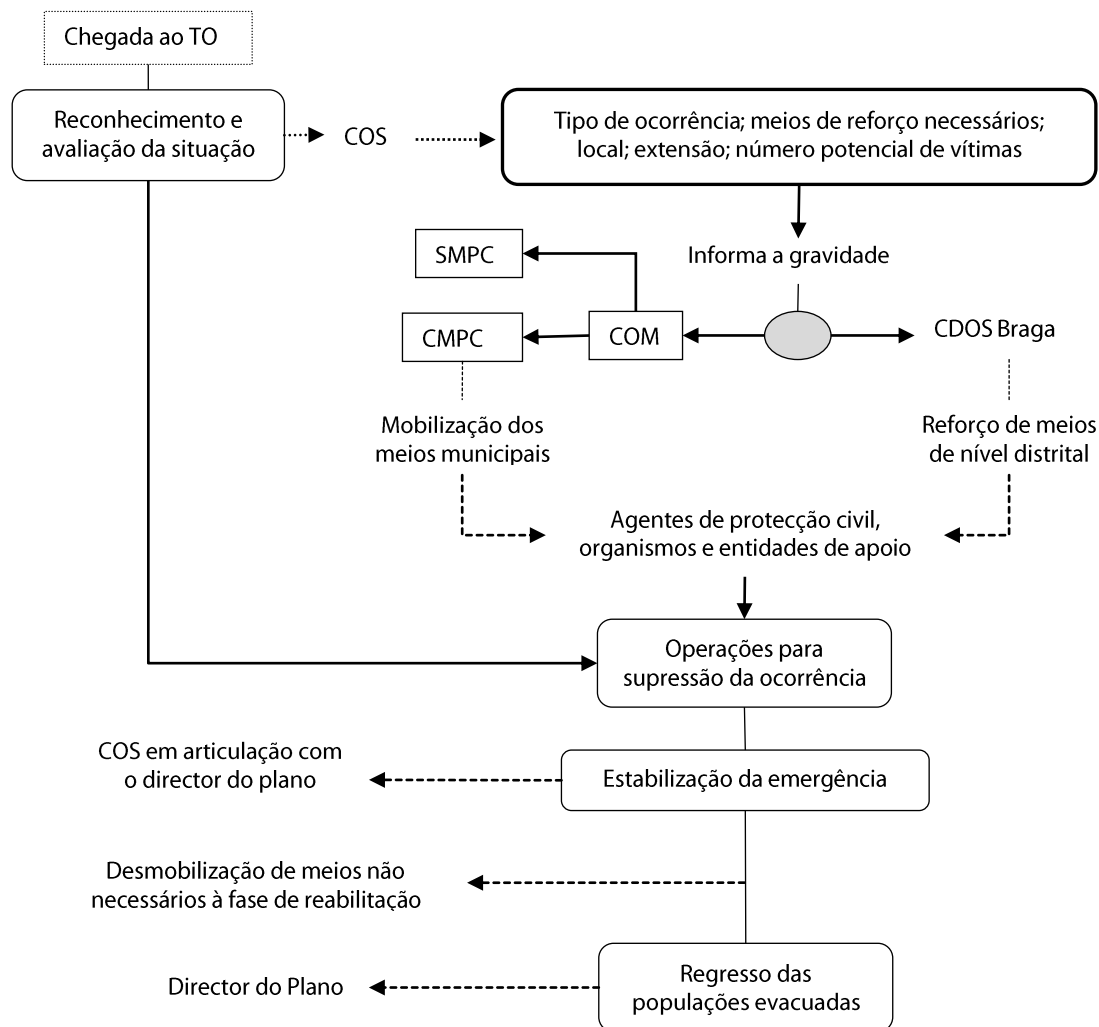 Chegada ao TO
Reconhecimento e
avaliação da situação
COS
Tipo de ocorrência; meios de reforço necessários;
local; extensão; número potencial de vítimas
Informa a gravidade
SMPC
CMPC
COM
CDOS Braga
Mobilização dos
meios municipais
Reforço de meios
de nível distrital
Agentes de protecção civil,
organismos e entidades de apoio
Operações para
supressão da ocorrência
COS em articulação com
o director do plano
Estabilização da emergência
Desmobilização de meios não
necessários à fase de reabilitação
Director do Plano
Regresso das
populações evacuadas